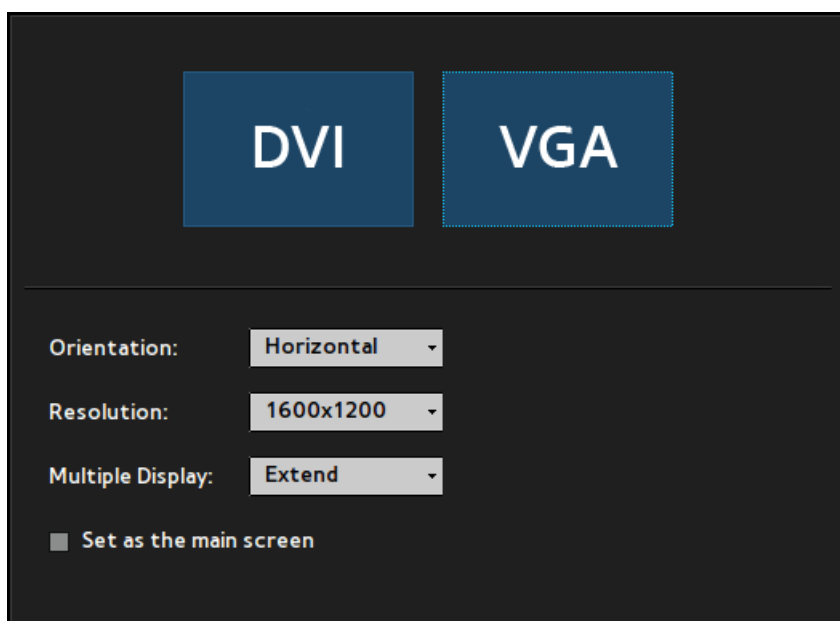 DVI VGA
Orientation: Horizontal
Resolution: 1600x1200
Multiple Display: Extend
Set as the main screen